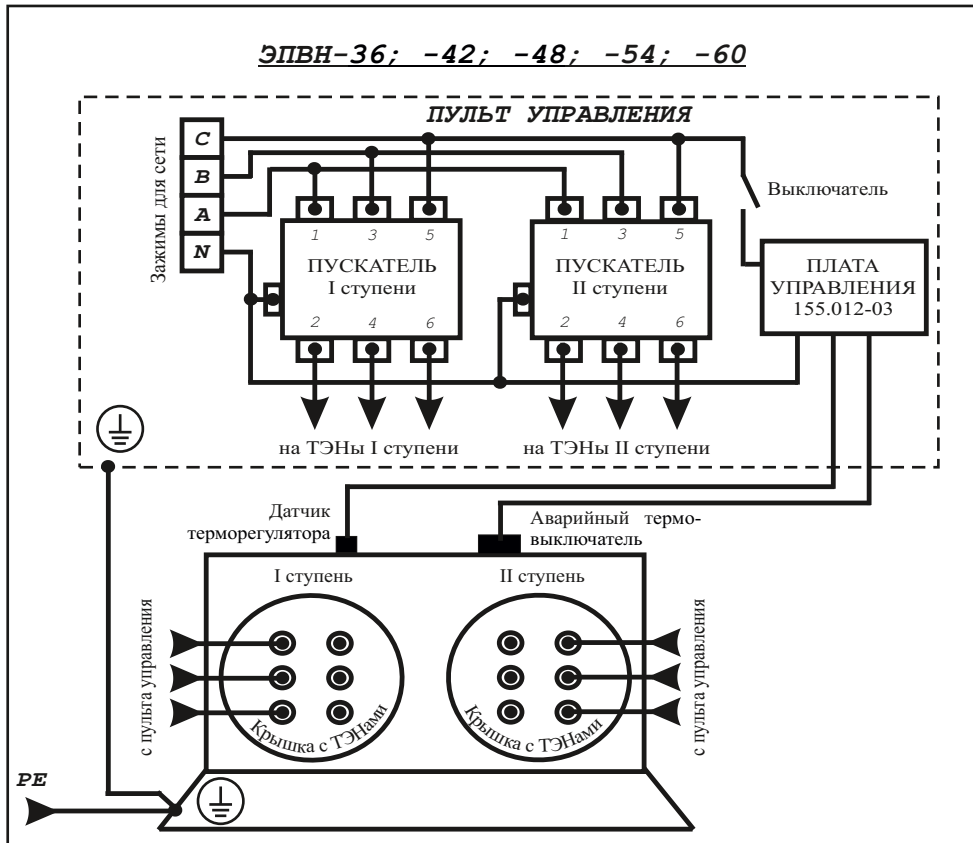 ЭПВН-36; -42; -48; -54; -60
ПУЛЬТ УПРАВЛЕНИЯ
Зажимы для сети
C
B
A
N
Выключатель
1 3 5
ПУСКАТЕЛЬ
I ступени
2 4 6
1 3 5
ПУСКАТЕЛЬ
II ступени
2 4 6
ПЛАТА
УПРАВЛЕНИЯ
155.012-03
на ТЭНы I ступени
на ТЭНы II ступени
Датчик
терморегулятора
Аварийный термо-
выключатель
I ступень
II ступень
с пульта управления
Крышка с ТЭНами
Крышка с ТЭНами
с пульта управления
PE